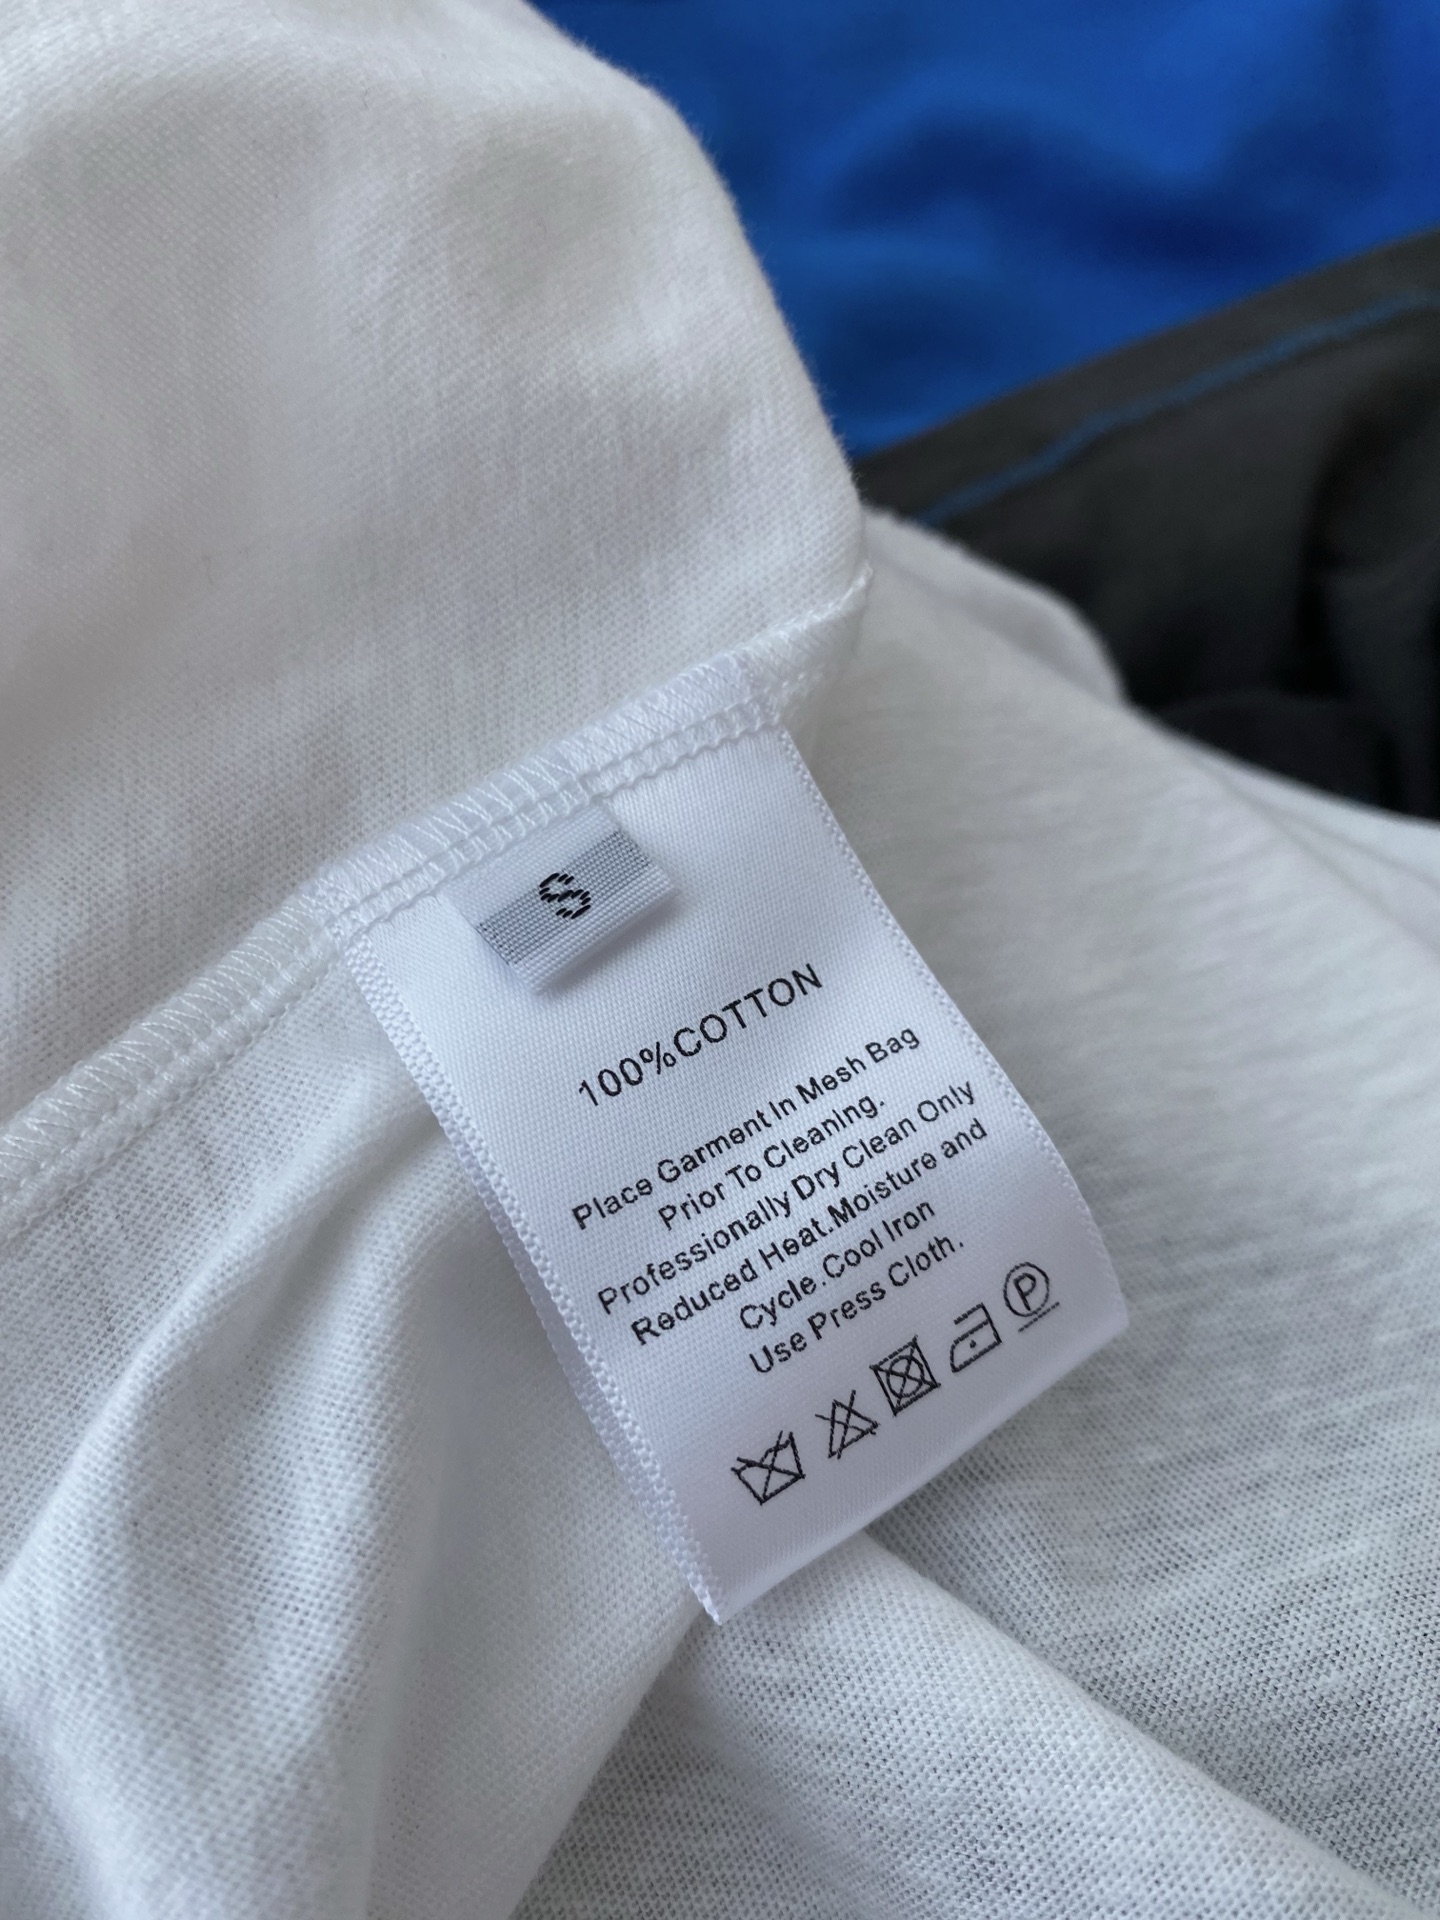 S
100%COTTON
Place Garment In Mesh Bag
Prior To Cleaning.
Professionally Dry Clean Only
Reduced Heat.Moisture and
Cycle.Cool Iron
Use Press Cloth.
P